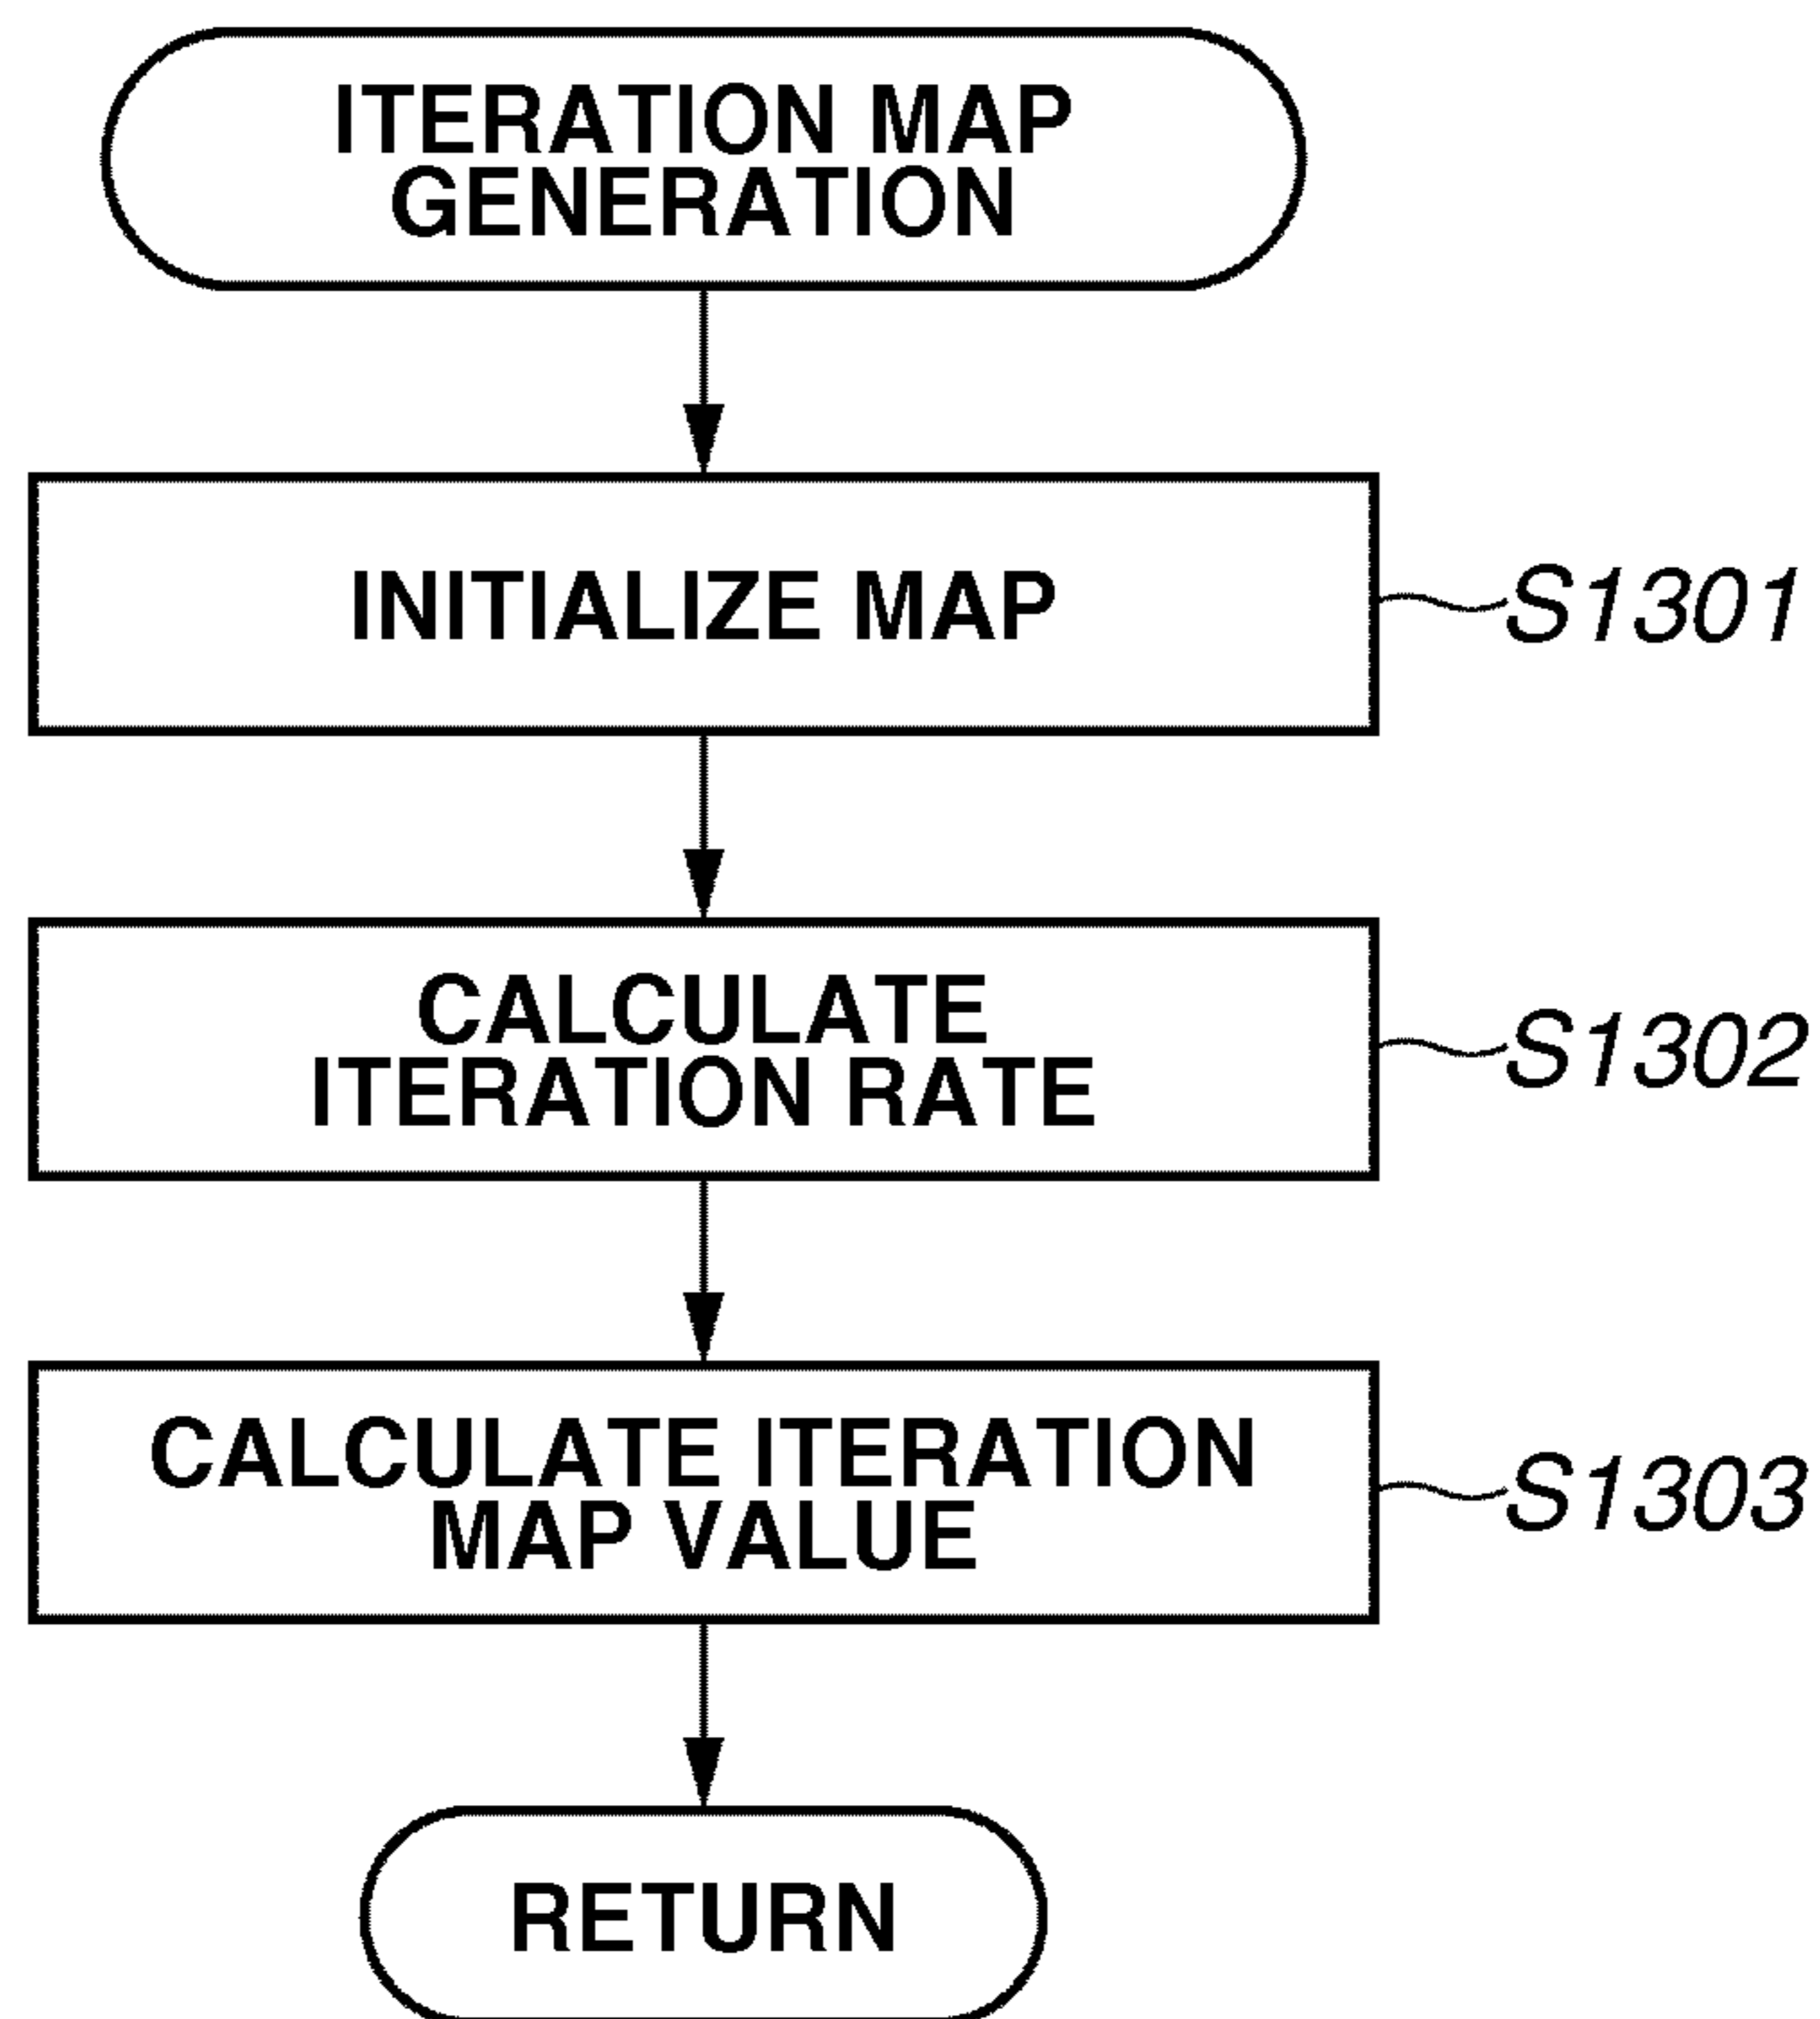 ITERATION MAP
GENERATION
INITIALIZE MAP
S1301
CALCULATE
ITERATION RATE
S1302
CALCULATE ITERATION
MAP VALUE
S1303
RETURN